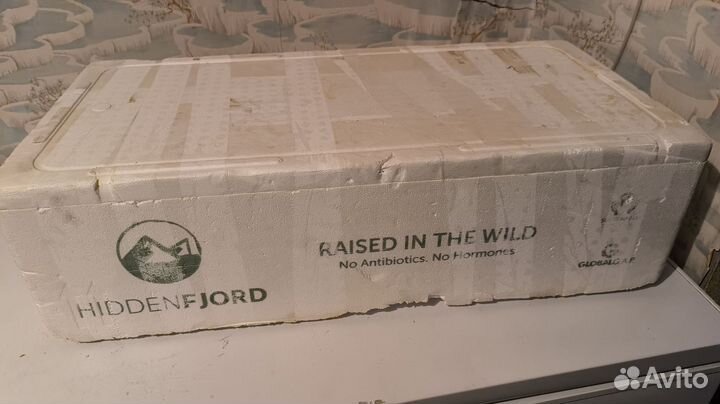 HIDDENFJORD
RAISED IN THE WILD
No Antibiotics. No Hormones
GLOBALG.A.P.
Avito